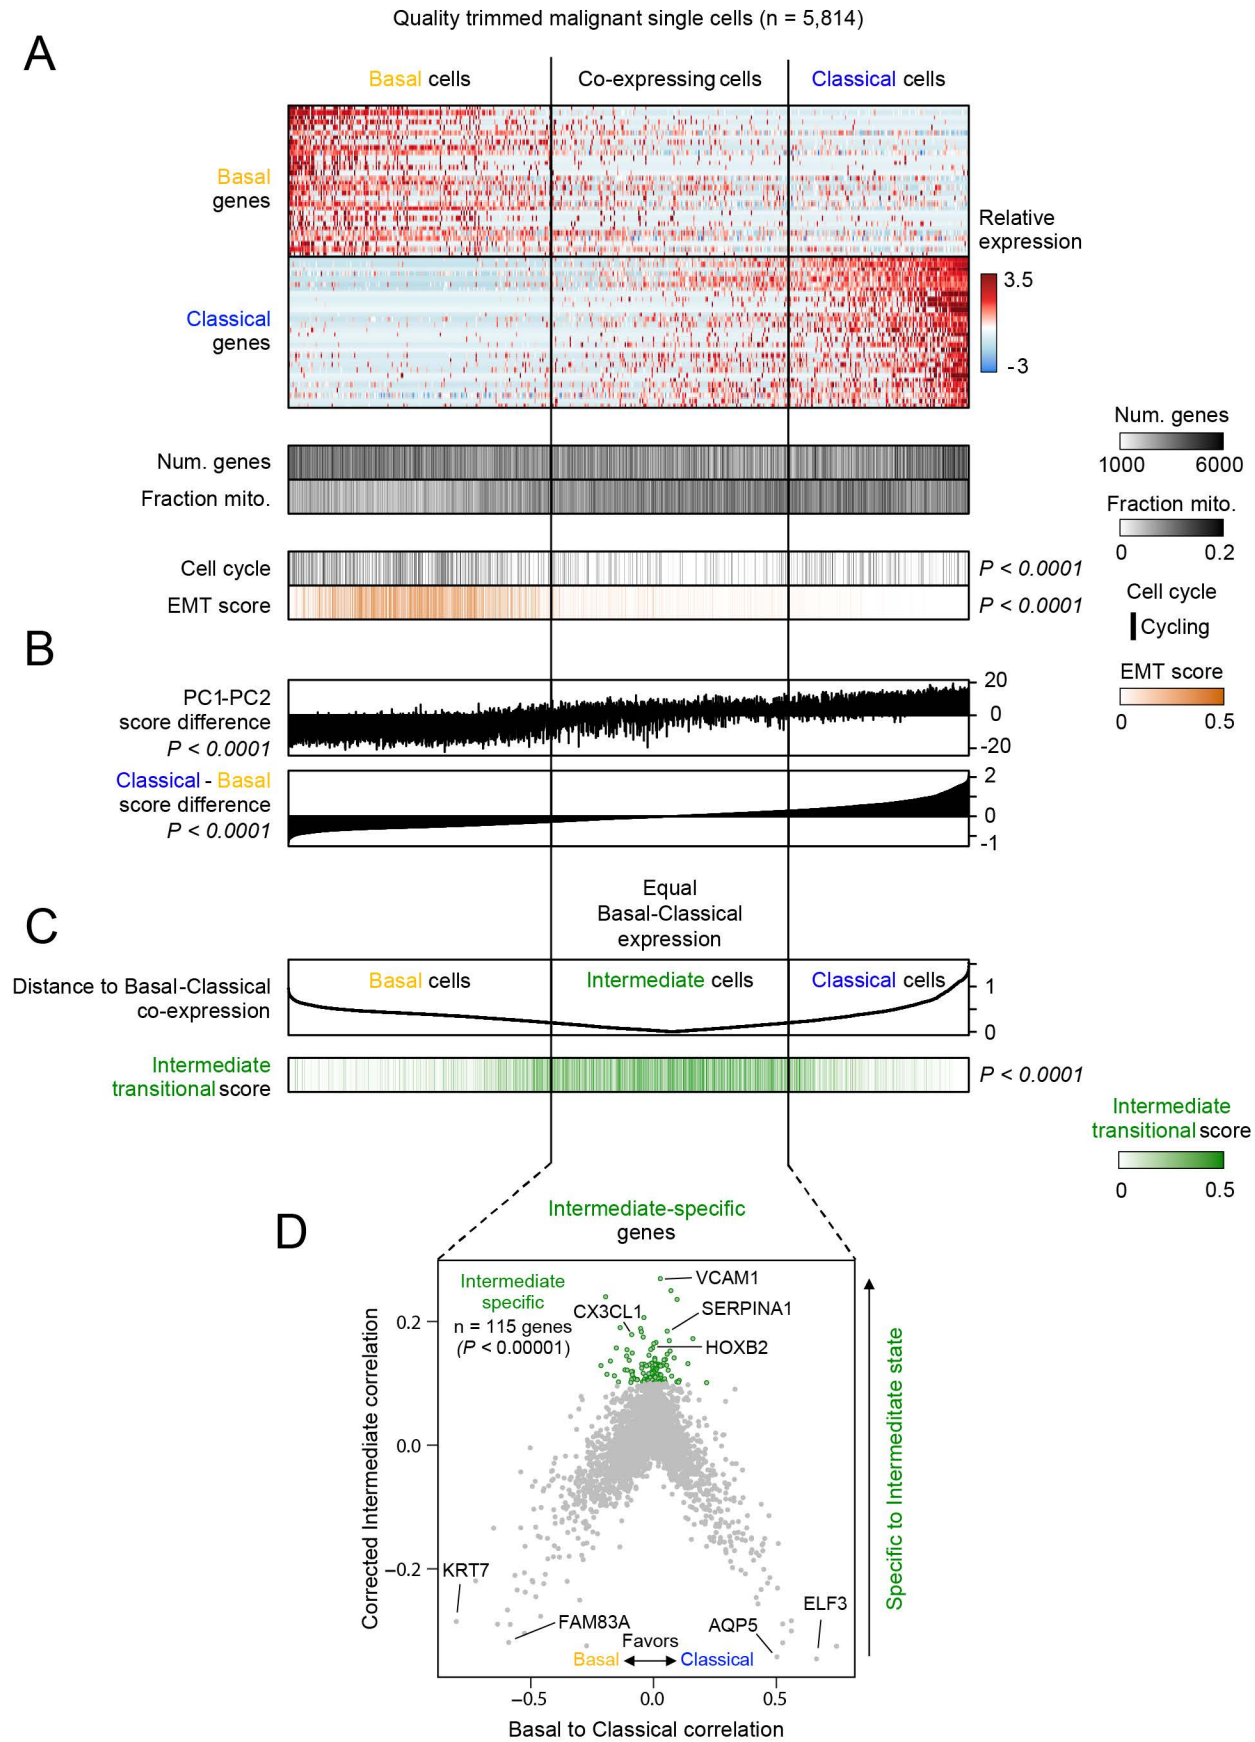 Quality trimmed malignant single cells (n = 5,814)
A
Basal cells
Co-expressing cells
Classical cells
Basal
genes
Classical
genes
Relative
expression
3.5
-3
Num. genes
Fraction mito.
Num. genes
1000 6000
Fraction mito.
0 0.2
Cell cycle
EMT score
P < 0.0001
P < 0.0001
Cell cycle
Cycling
EMT score
0 0.5
B
PC1-PC2
score difference
P < 0.0001
20
0
-20
Classical - Basal
score difference
P < 0.0001
2
0
-1
Equal
Basal-Classical
expression
C
Distance to Basal-Classical
co-expression
Basal cells
Intermediate cells
Classical cells
1
0
Intermediate
transitional score
P < 0.0001
Intermediate
transitional score
0 0.5
D
Intermediate-specific
genes
Intermediate
specific
n = 115 genes
(P < 0.00001)
VCAM1
CX3CL1
SERPINA1
HOXB2
KRT7
FAM83A
AQP5
ELF3
Favors
Basal Classical
Corrected Intermediate correlation
0.2
0.0
−0.2
−0.5 0.0 0.5
Basal to Classical correlation
Specific to Intermeditate state